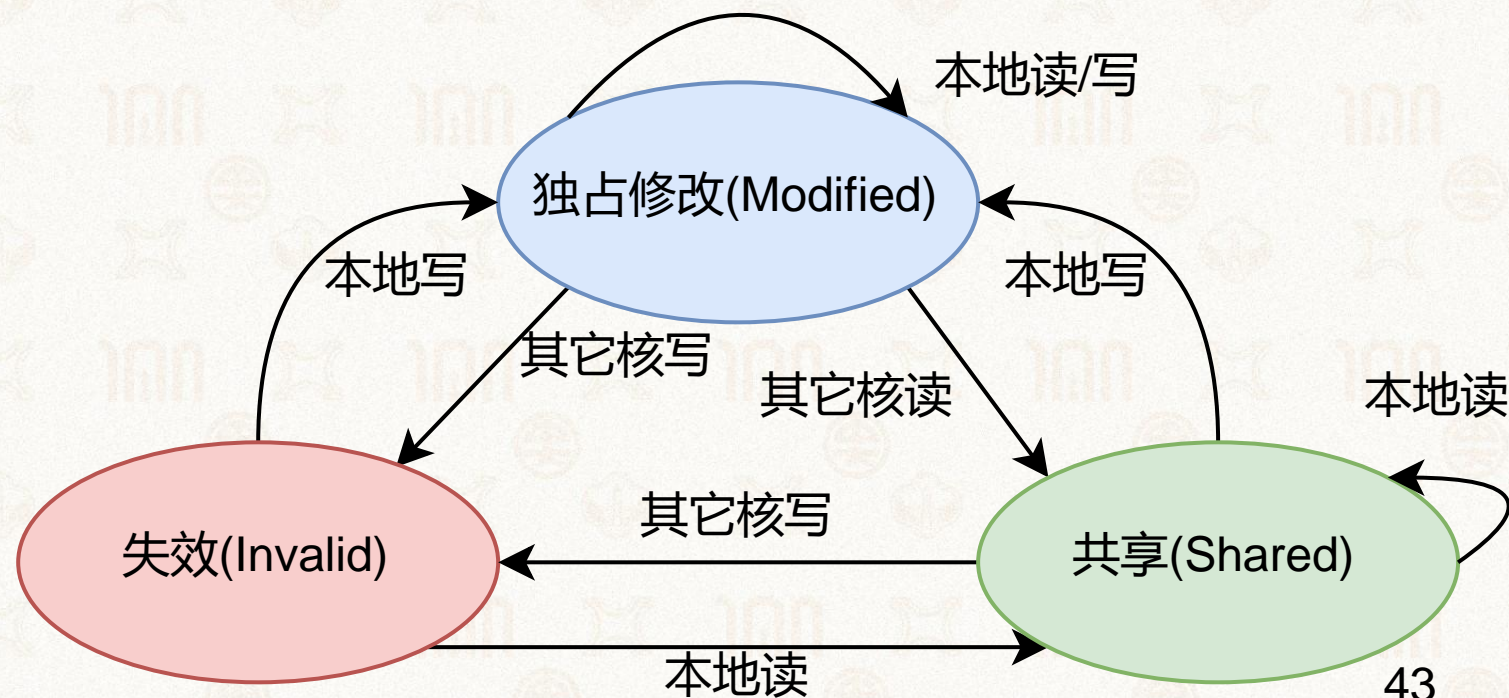 本地读/写
独占修改(Modified)
本地写
本地写
其它核写
其它核读
本地读
其它核写
失效(Invalid)
共享(Shared)
本地读
43